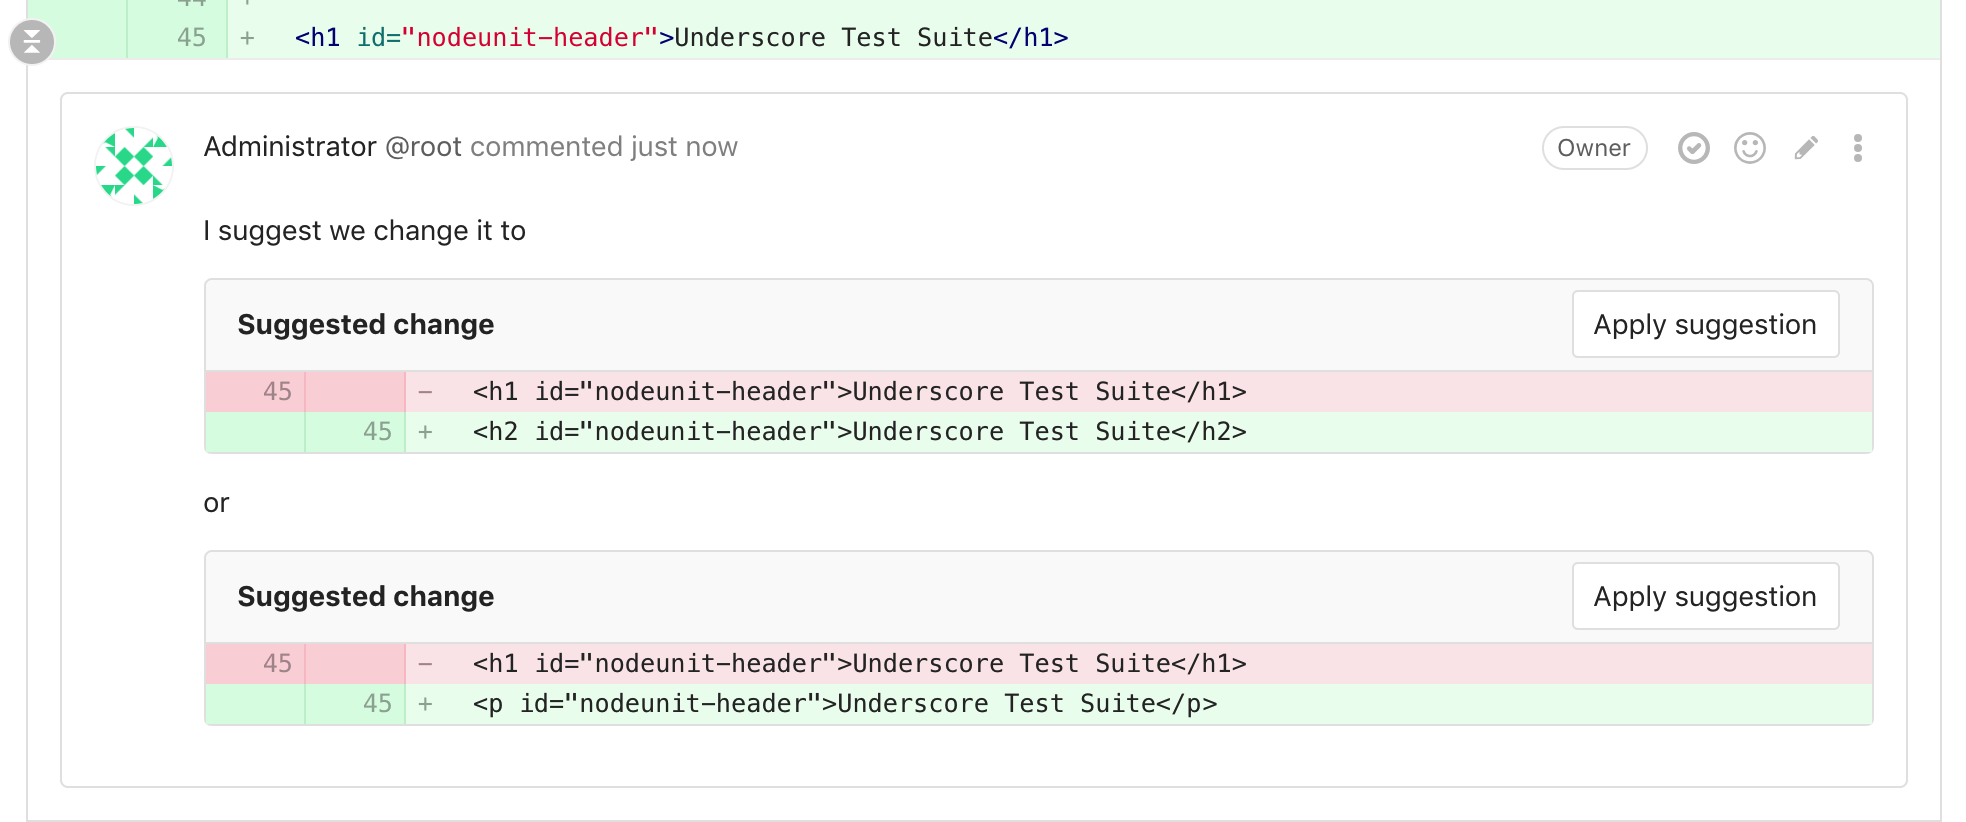 44 +
45 + <h1 id="nodeunit-header">Underscore Test Suite</h1>
Administrator @root commented just now Owner
I suggest we change it to
Suggested change Apply suggestion
45 − <h1 id="nodeunit-header">Underscore Test Suite</h1>
45 + <h2 id="nodeunit-header">Underscore Test Suite</h2>
or
Suggested change Apply suggestion
45 − <h1 id="nodeunit-header">Underscore Test Suite</h1>
45 + <p id="nodeunit-header">Underscore Test Suite</p>